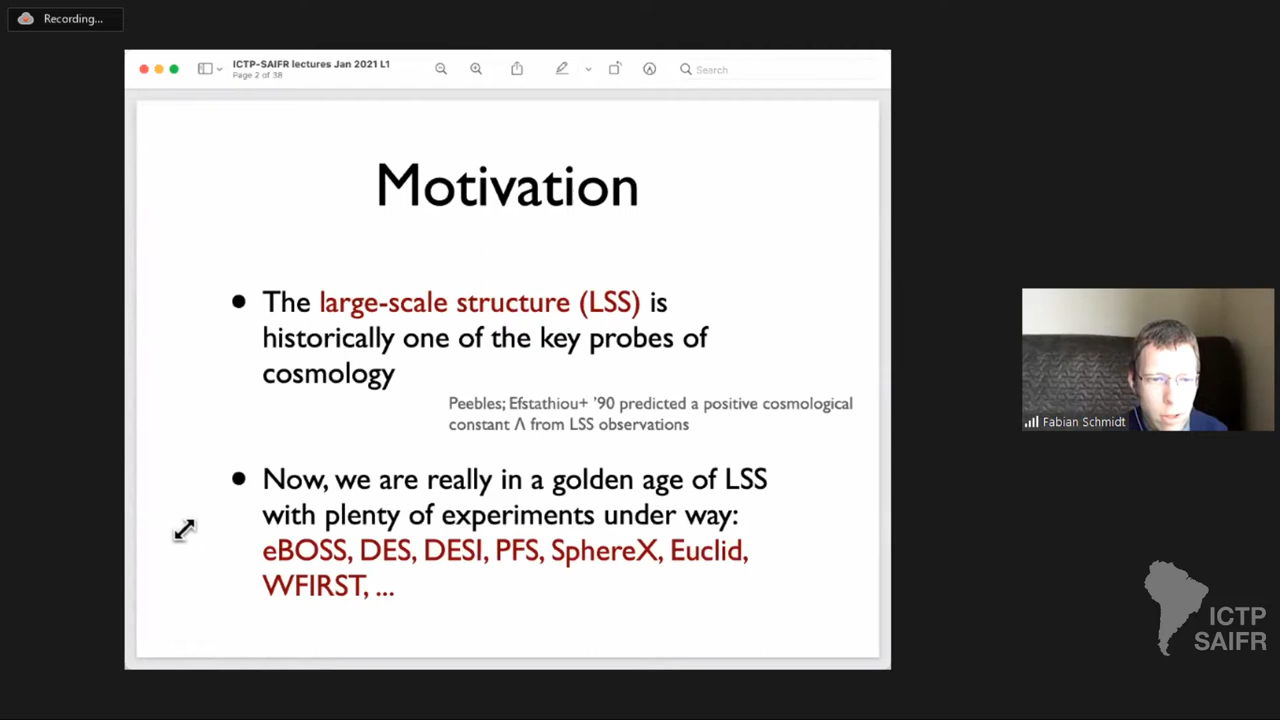 Recording...
ICTP-SAIFR lectures Jan 2021 L1
Page 2 of 38
Search
Motivation
• The large-scale structure (LSS) is
historically one of the key probes of
cosmology
Peebles; Efstathiou+ ’90 predicted a positive cosmological
constant Λ from LSS observations
• Now, we are really in a golden age of LSS
with plenty of experiments under way:
eBOSS, DES, DESI, PFS, SphereX, Euclid,
WFIRST, ...
Fabian Schmidt
ICTP
SAIFR